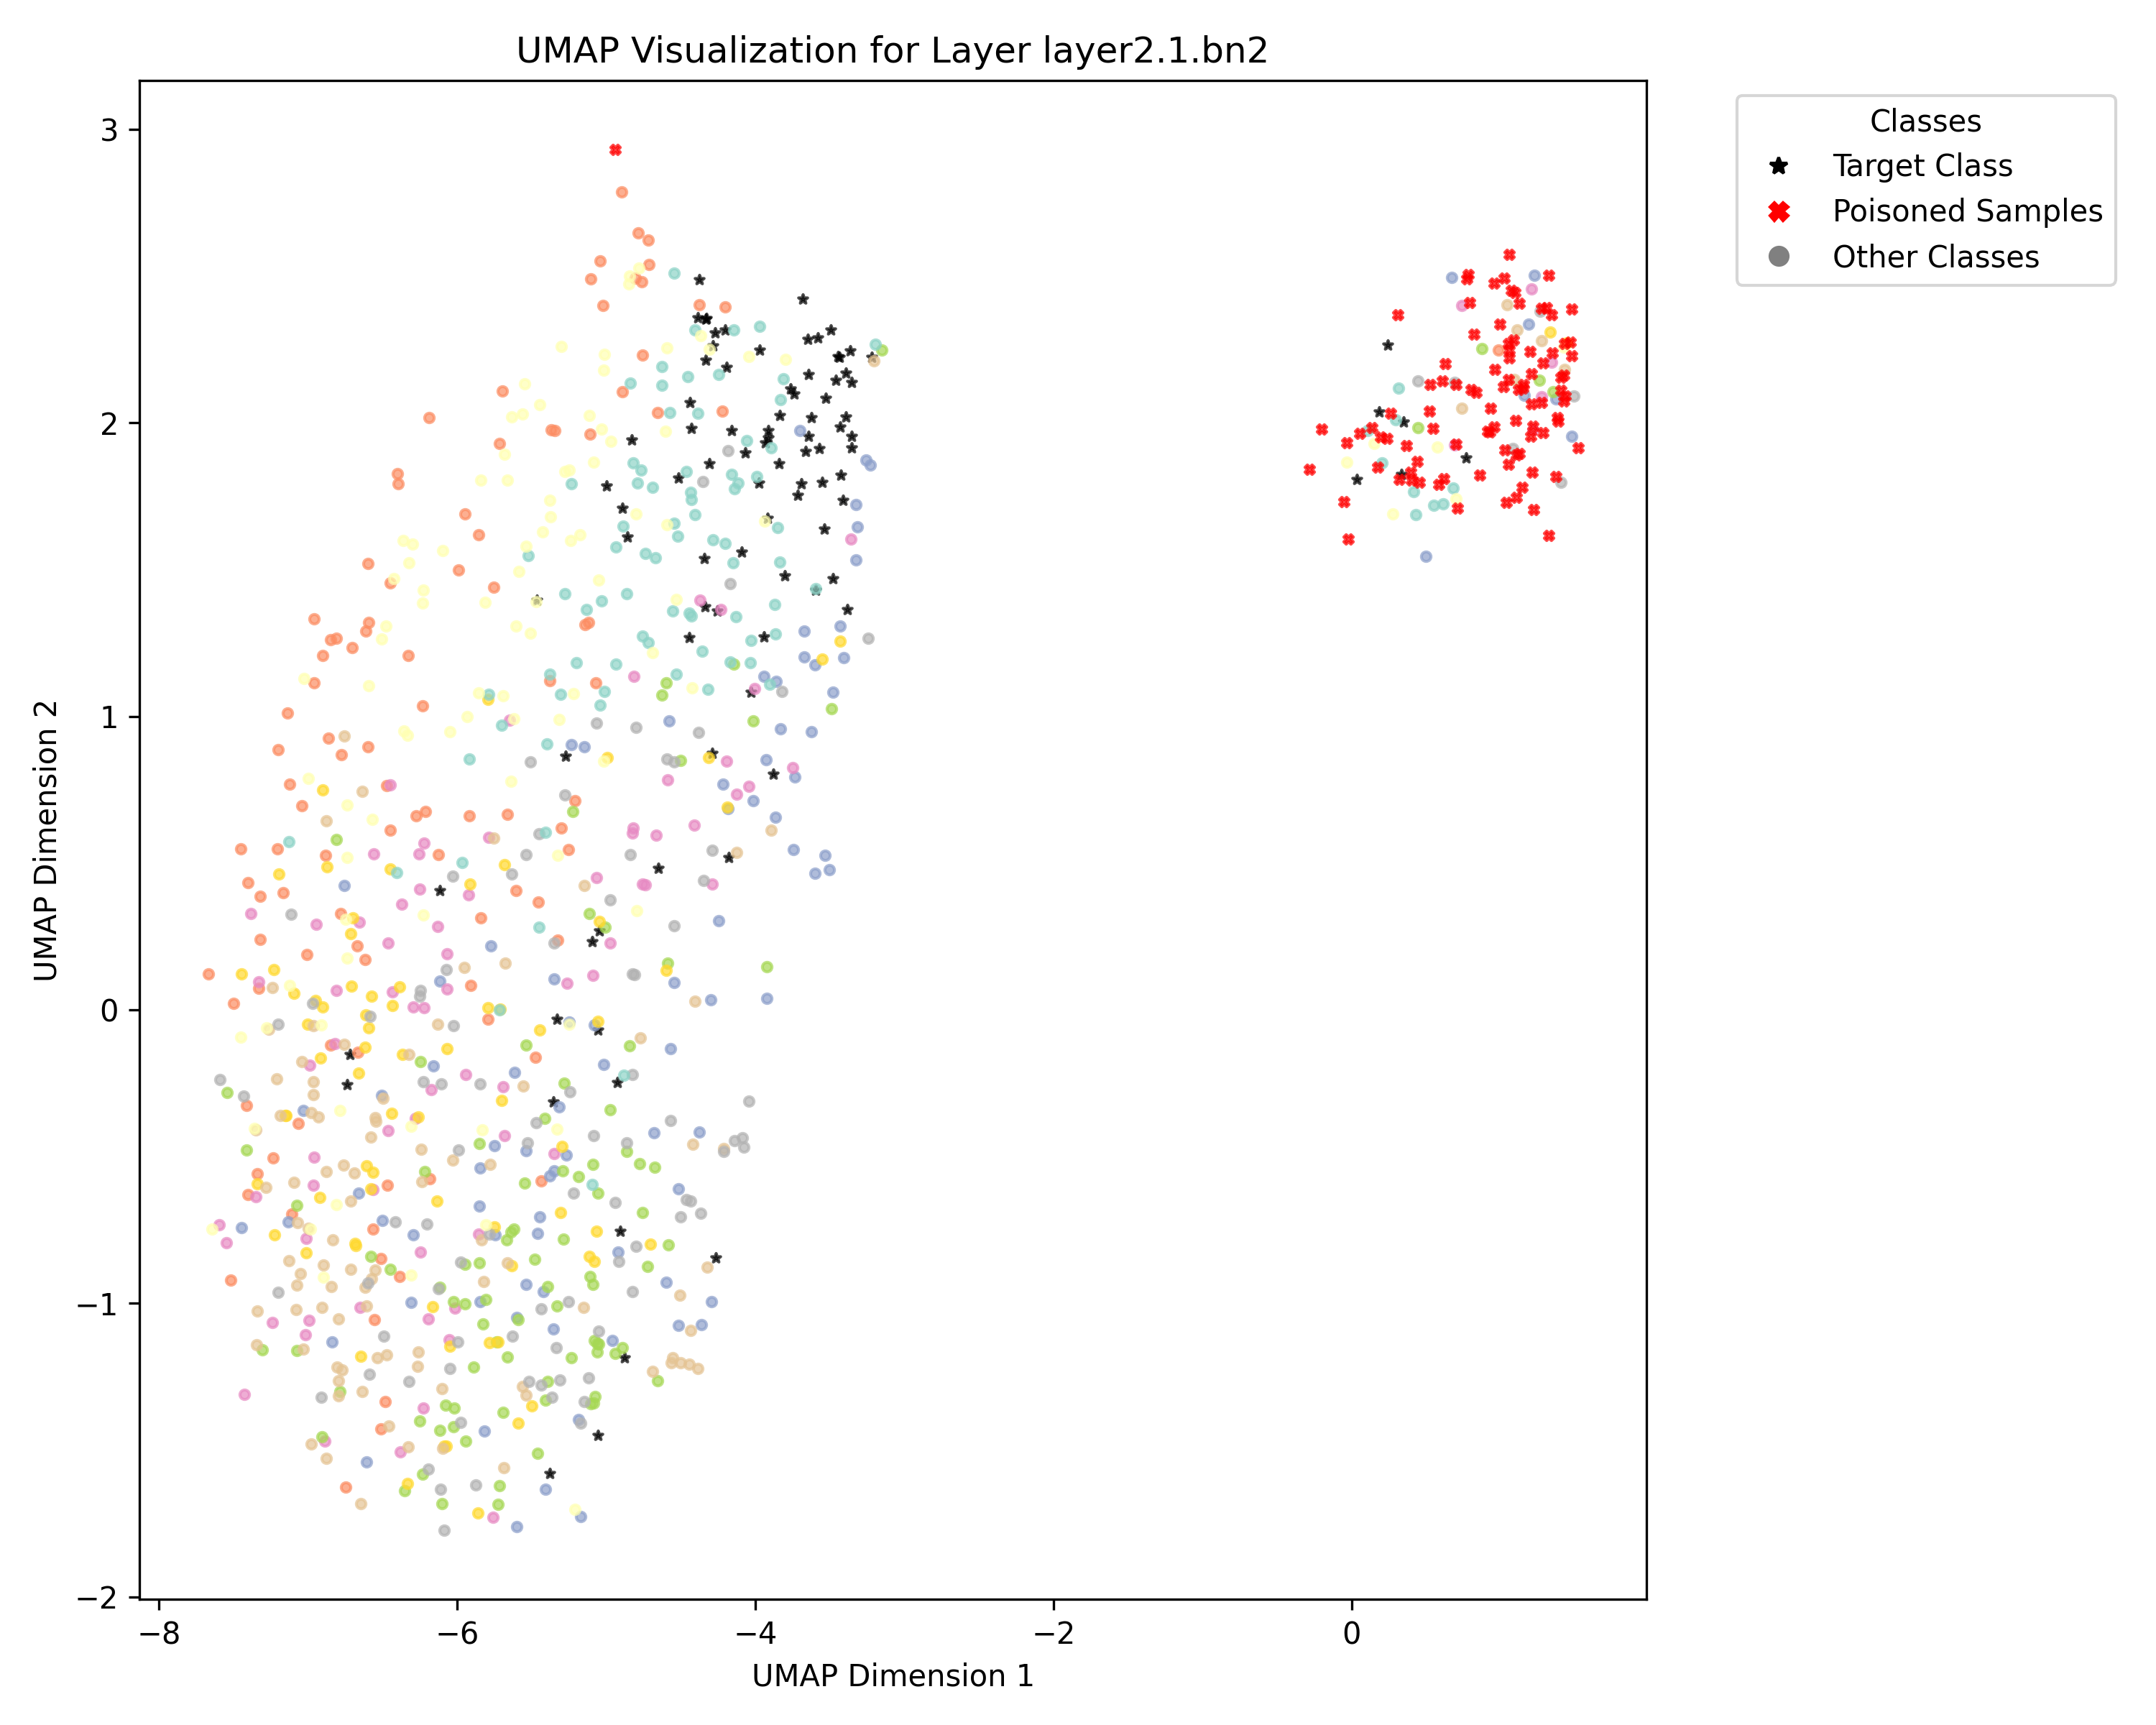 UMAP Visualization for Layer layer2.1.bn2
Classes
Target Class
Poisoned Samples
Other Classes
UMAP Dimension 2
3
2
1
0
−1
−2
−8
−6
−4
−2
0
UMAP Dimension 1